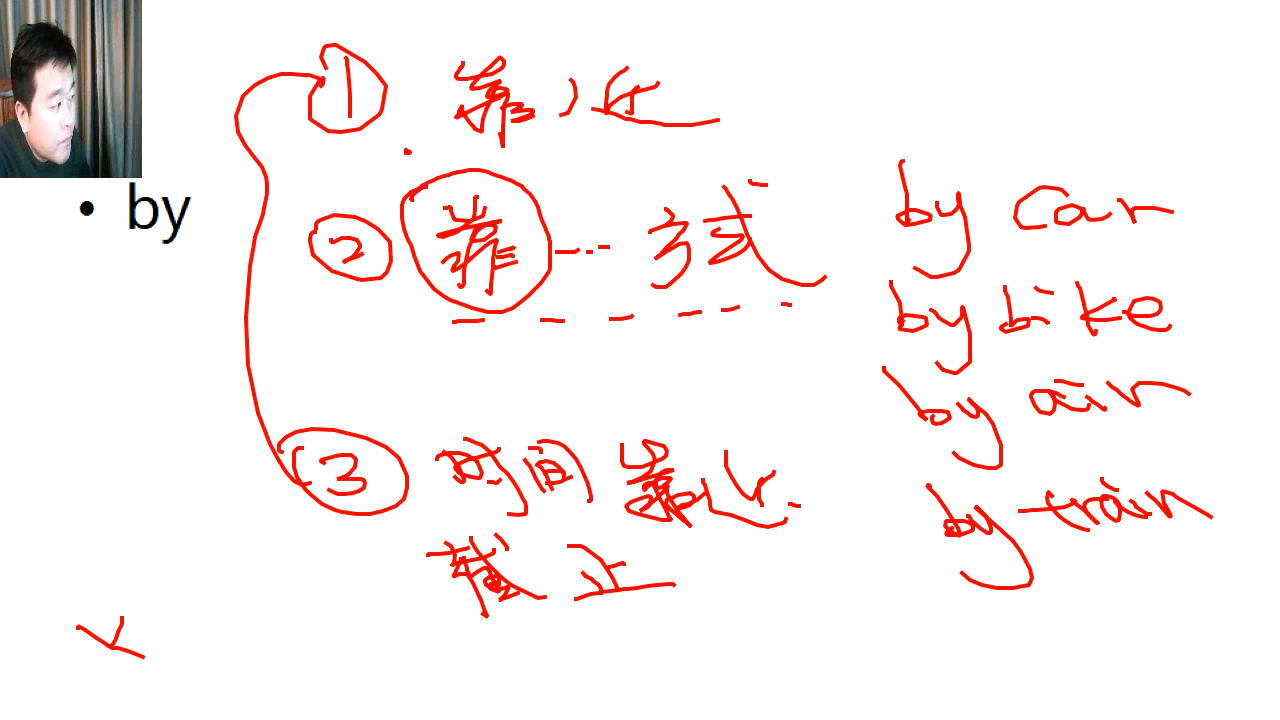 ① 靠近
• by
② 靠...方式
by car
by bike
by air
by train
③ 时间靠近
截止